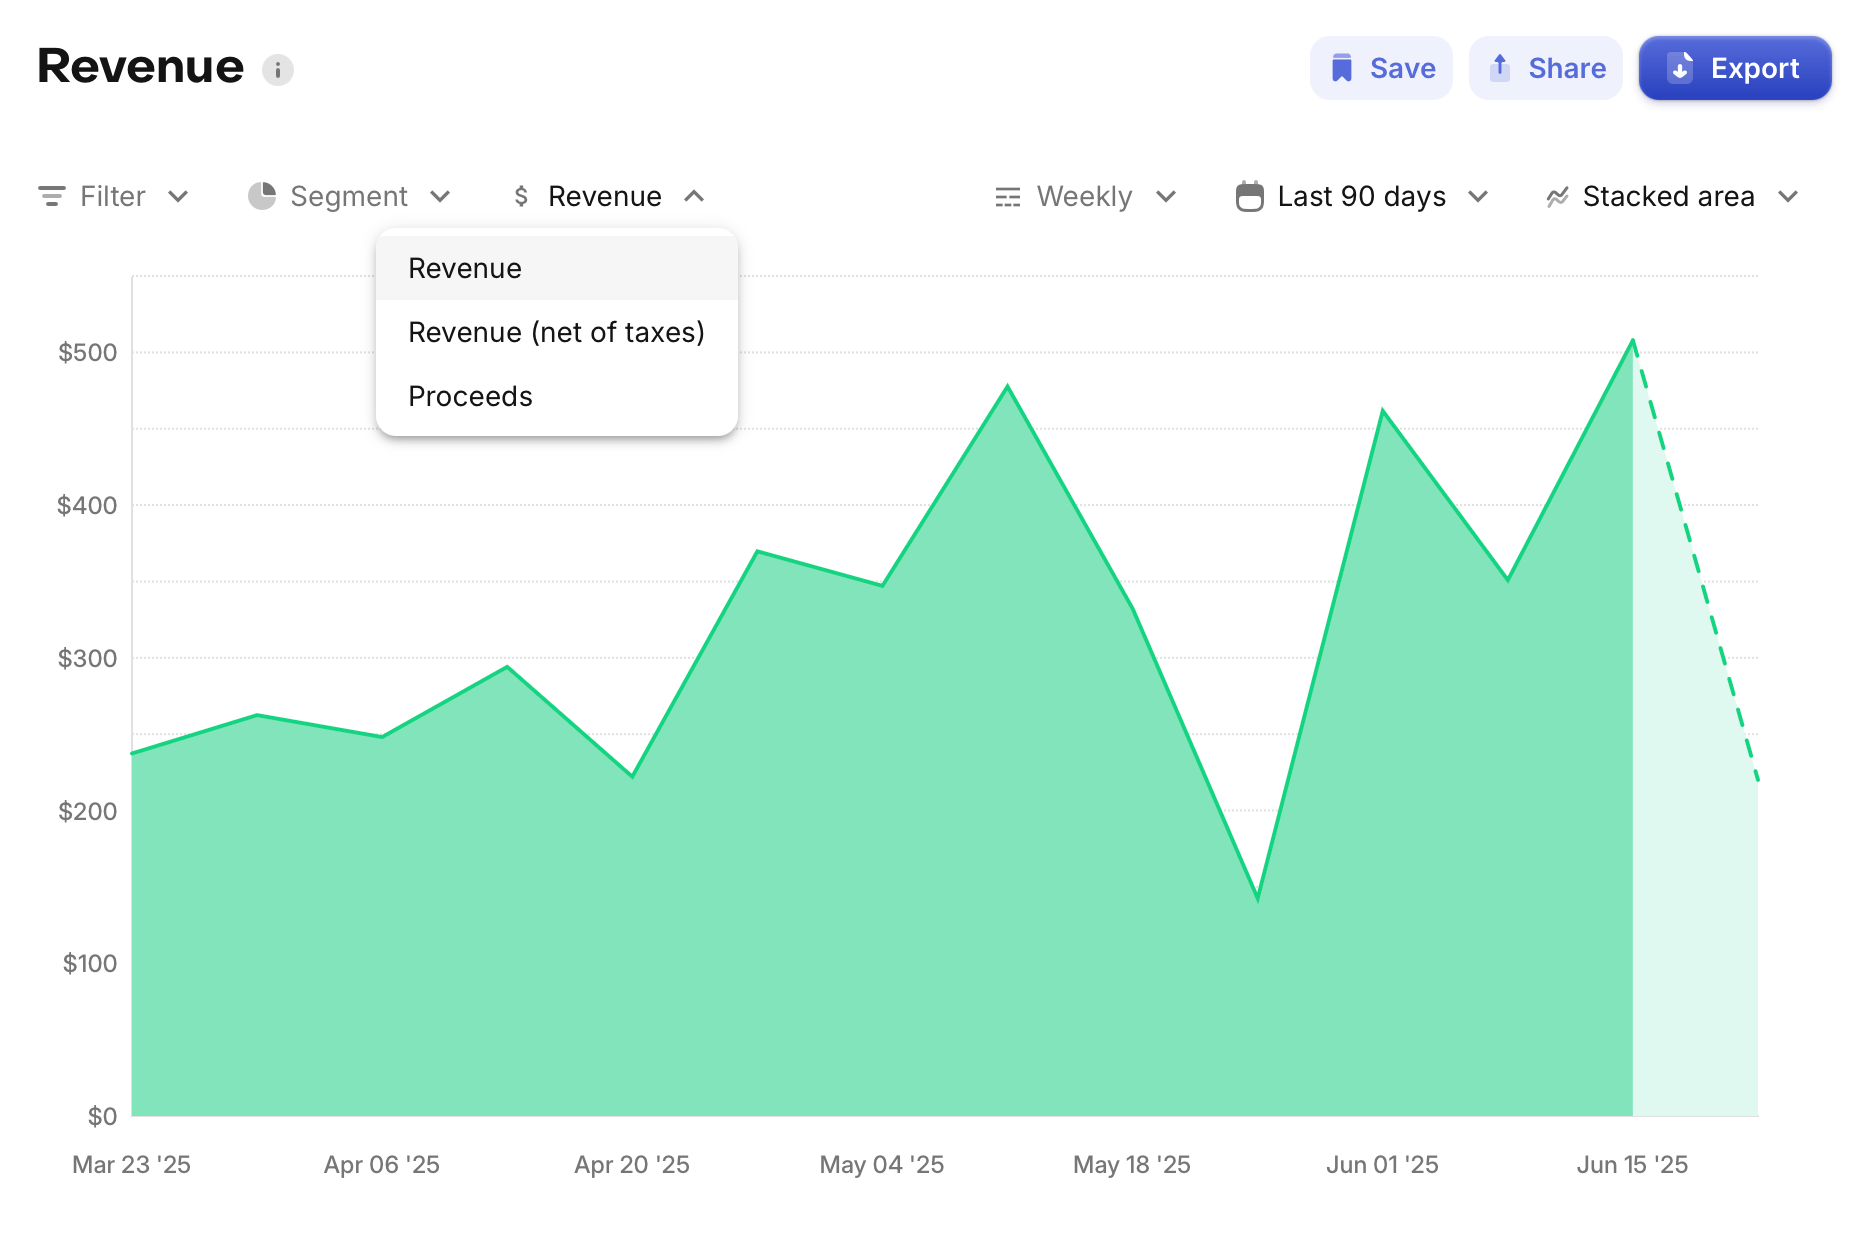 Revenue
Save
Share
Export
Filter
Segment
$ Revenue
Weekly
Last 90 days
Stacked area
Revenue
Revenue (net of taxes)
Proceeds
$500
$400
$300
$200
$100
$0
Mar 23 '25
Apr 06 '25
Apr 20 '25
May 04 '25
May 18 '25
Jun 01 '25
Jun 15 '25